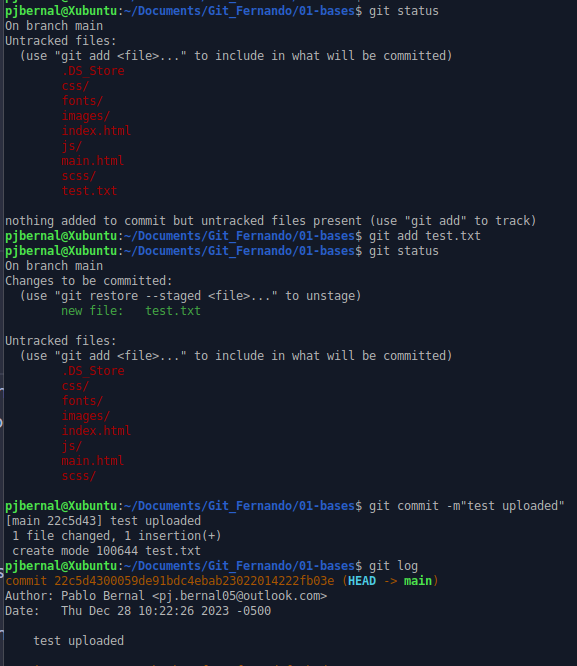 pjbernal@Xubuntu:~/Documents/Git_Fernando/01-bases$ git status
On branch main
Untracked files:
  (use "git add <file>..." to include in what will be committed)
        .DS_Store
        css/
        fonts/
        images/
        index.html
        js/
        main.html
        scss/
        test.txt

nothing added to commit but untracked files present (use "git add" to track)
pjbernal@Xubuntu:~/Documents/Git_Fernando/01-bases$ git add test.txt
pjbernal@Xubuntu:~/Documents/Git_Fernando/01-bases$ git status
On branch main
Changes to be committed:
  (use "git restore --staged <file>..." to unstage)
        new file:   test.txt

Untracked files:
  (use "git add <file>..." to include in what will be committed)
        .DS_Store
        css/
        fonts/
        images/
        index.html
        js/
        main.html
        scss/

pjbernal@Xubuntu:~/Documents/Git_Fernando/01-bases$ git commit -m"test uploaded"
[main 22c5d43] test uploaded
 1 file changed, 1 insertion(+)
 create mode 100644 test.txt
pjbernal@Xubuntu:~/Documents/Git_Fernando/01-bases$ git log
commit 22c5d4300059de91bdc4ebab23022014222fb03e (HEAD -> main)
Author: Pablo Bernal <pj.bernal05@outlook.com>
Date:   Thu Dec 28 10:22:26 2023 -0500

    test uploaded